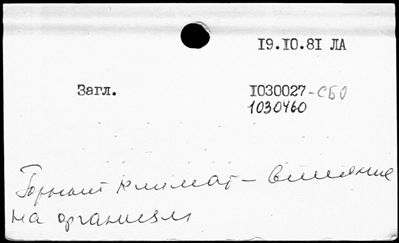 19.10.81 ЛА
Загл.
1030027-СБО
1030460
Горный климат - влияние
на организм